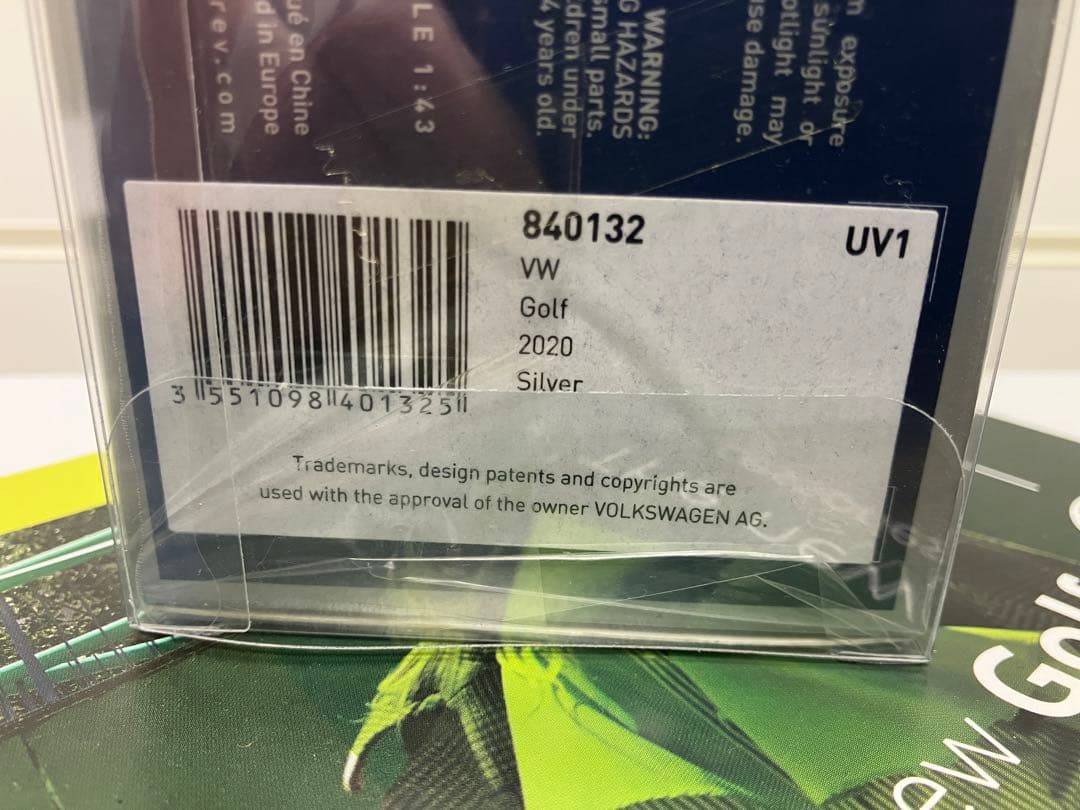 m exposure
sunlight or
otlight may
use damage.
WARNING:
G HAZARDS
small parts.
dren under
4 years old.
LE 1:43
ué en Chine
d in Europe
rev.com
840132
UV1
VW
Golf
2020
Silver
3 551098 401325
Trademarks, design patents and copyrights are
used with the approval of the owner VOLKSWAGEN AG.
ew Golf